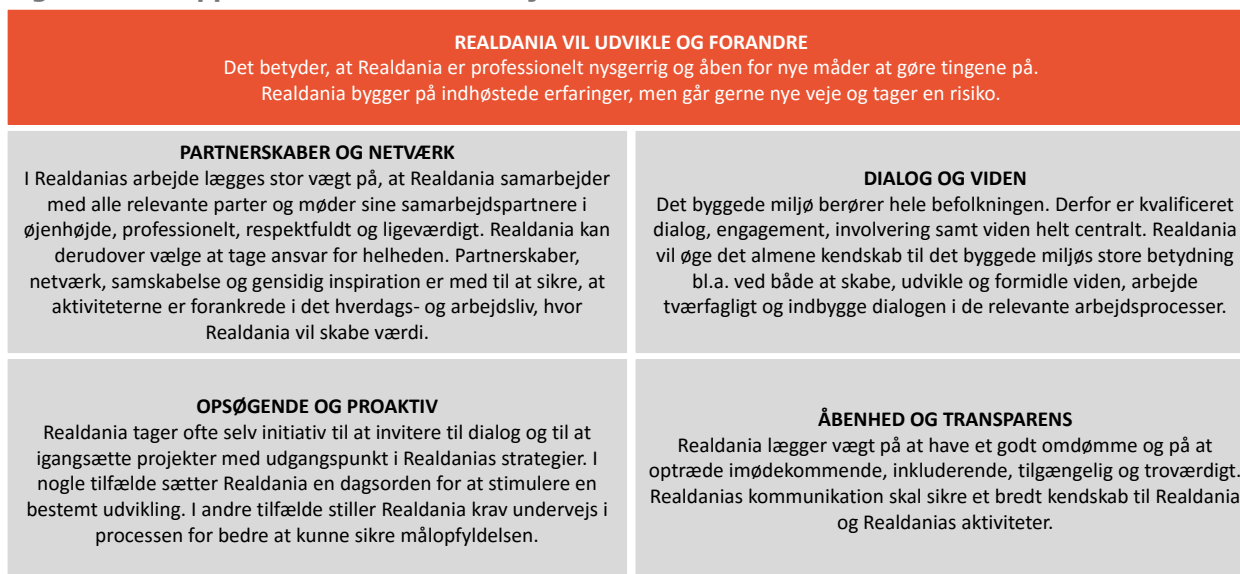 REALDANIA VIL UDVIKLE OG FORANDRE
Det betyder, at Realdania er professionelt nysgerrig og åben for nye måder at gøre tingene på.
Realdania bygger på indhøstede erfaringer, men går gerne nye veje og tager en risiko.
PARTNERSKABER OG NETVÆRK
I Realdanias arbejde lægges stor vægt på, at Realdania samarbejder
med alle relevante parter og møder sine samarbejdspartnere i
øjenhøjde, professionelt, respektfuldt og ligeværdigt. Realdania kan
derudover vælge at tage ansvar for helheden. Partnerskaber,
netværk, samskabelse og gensidig inspiration er med til at sikre, at
aktiviteterne er forankrede i det hverdags- og arbejdsliv, hvor
Realdania vil skabe værdi.
DIALOG OG VIDEN
Det byggede miljø berører hele befolkningen. Derfor er kvalificeret
dialog, engagement, involvering samt viden helt centralt. Realdania
vil øge det almene kendskab til det byggede miljøs store betydning
bl.a. ved både at skabe, udvikle og formidle viden, arbejde
tværfagligt og indbygge dialogen i de relevante arbejdsprocesser.
OPSØGENDE OG PROAKTIV
Realdania tager ofte selv initiativ til at invitere til dialog og til at
igangsætte projekter med udgangspunkt i Realdanias strategier. I
nogle tilfælde sætter Realdania en dagsorden for at stimulere en
bestemt udvikling. I andre tilfælde stiller Realdania krav undervejs i
processen for bedre at kunne sikre målopfyldelsen.
ÅBENHED OG TRANSPARENS
Realdania lægger vægt på at have et godt omdømme og på at
optræde imødekommende, inkluderende, tilgængelig og troværdigt.
Realdanias kommunikation skal sikre et bredt kendskab til Realdania
og Realdanias aktiviteter.